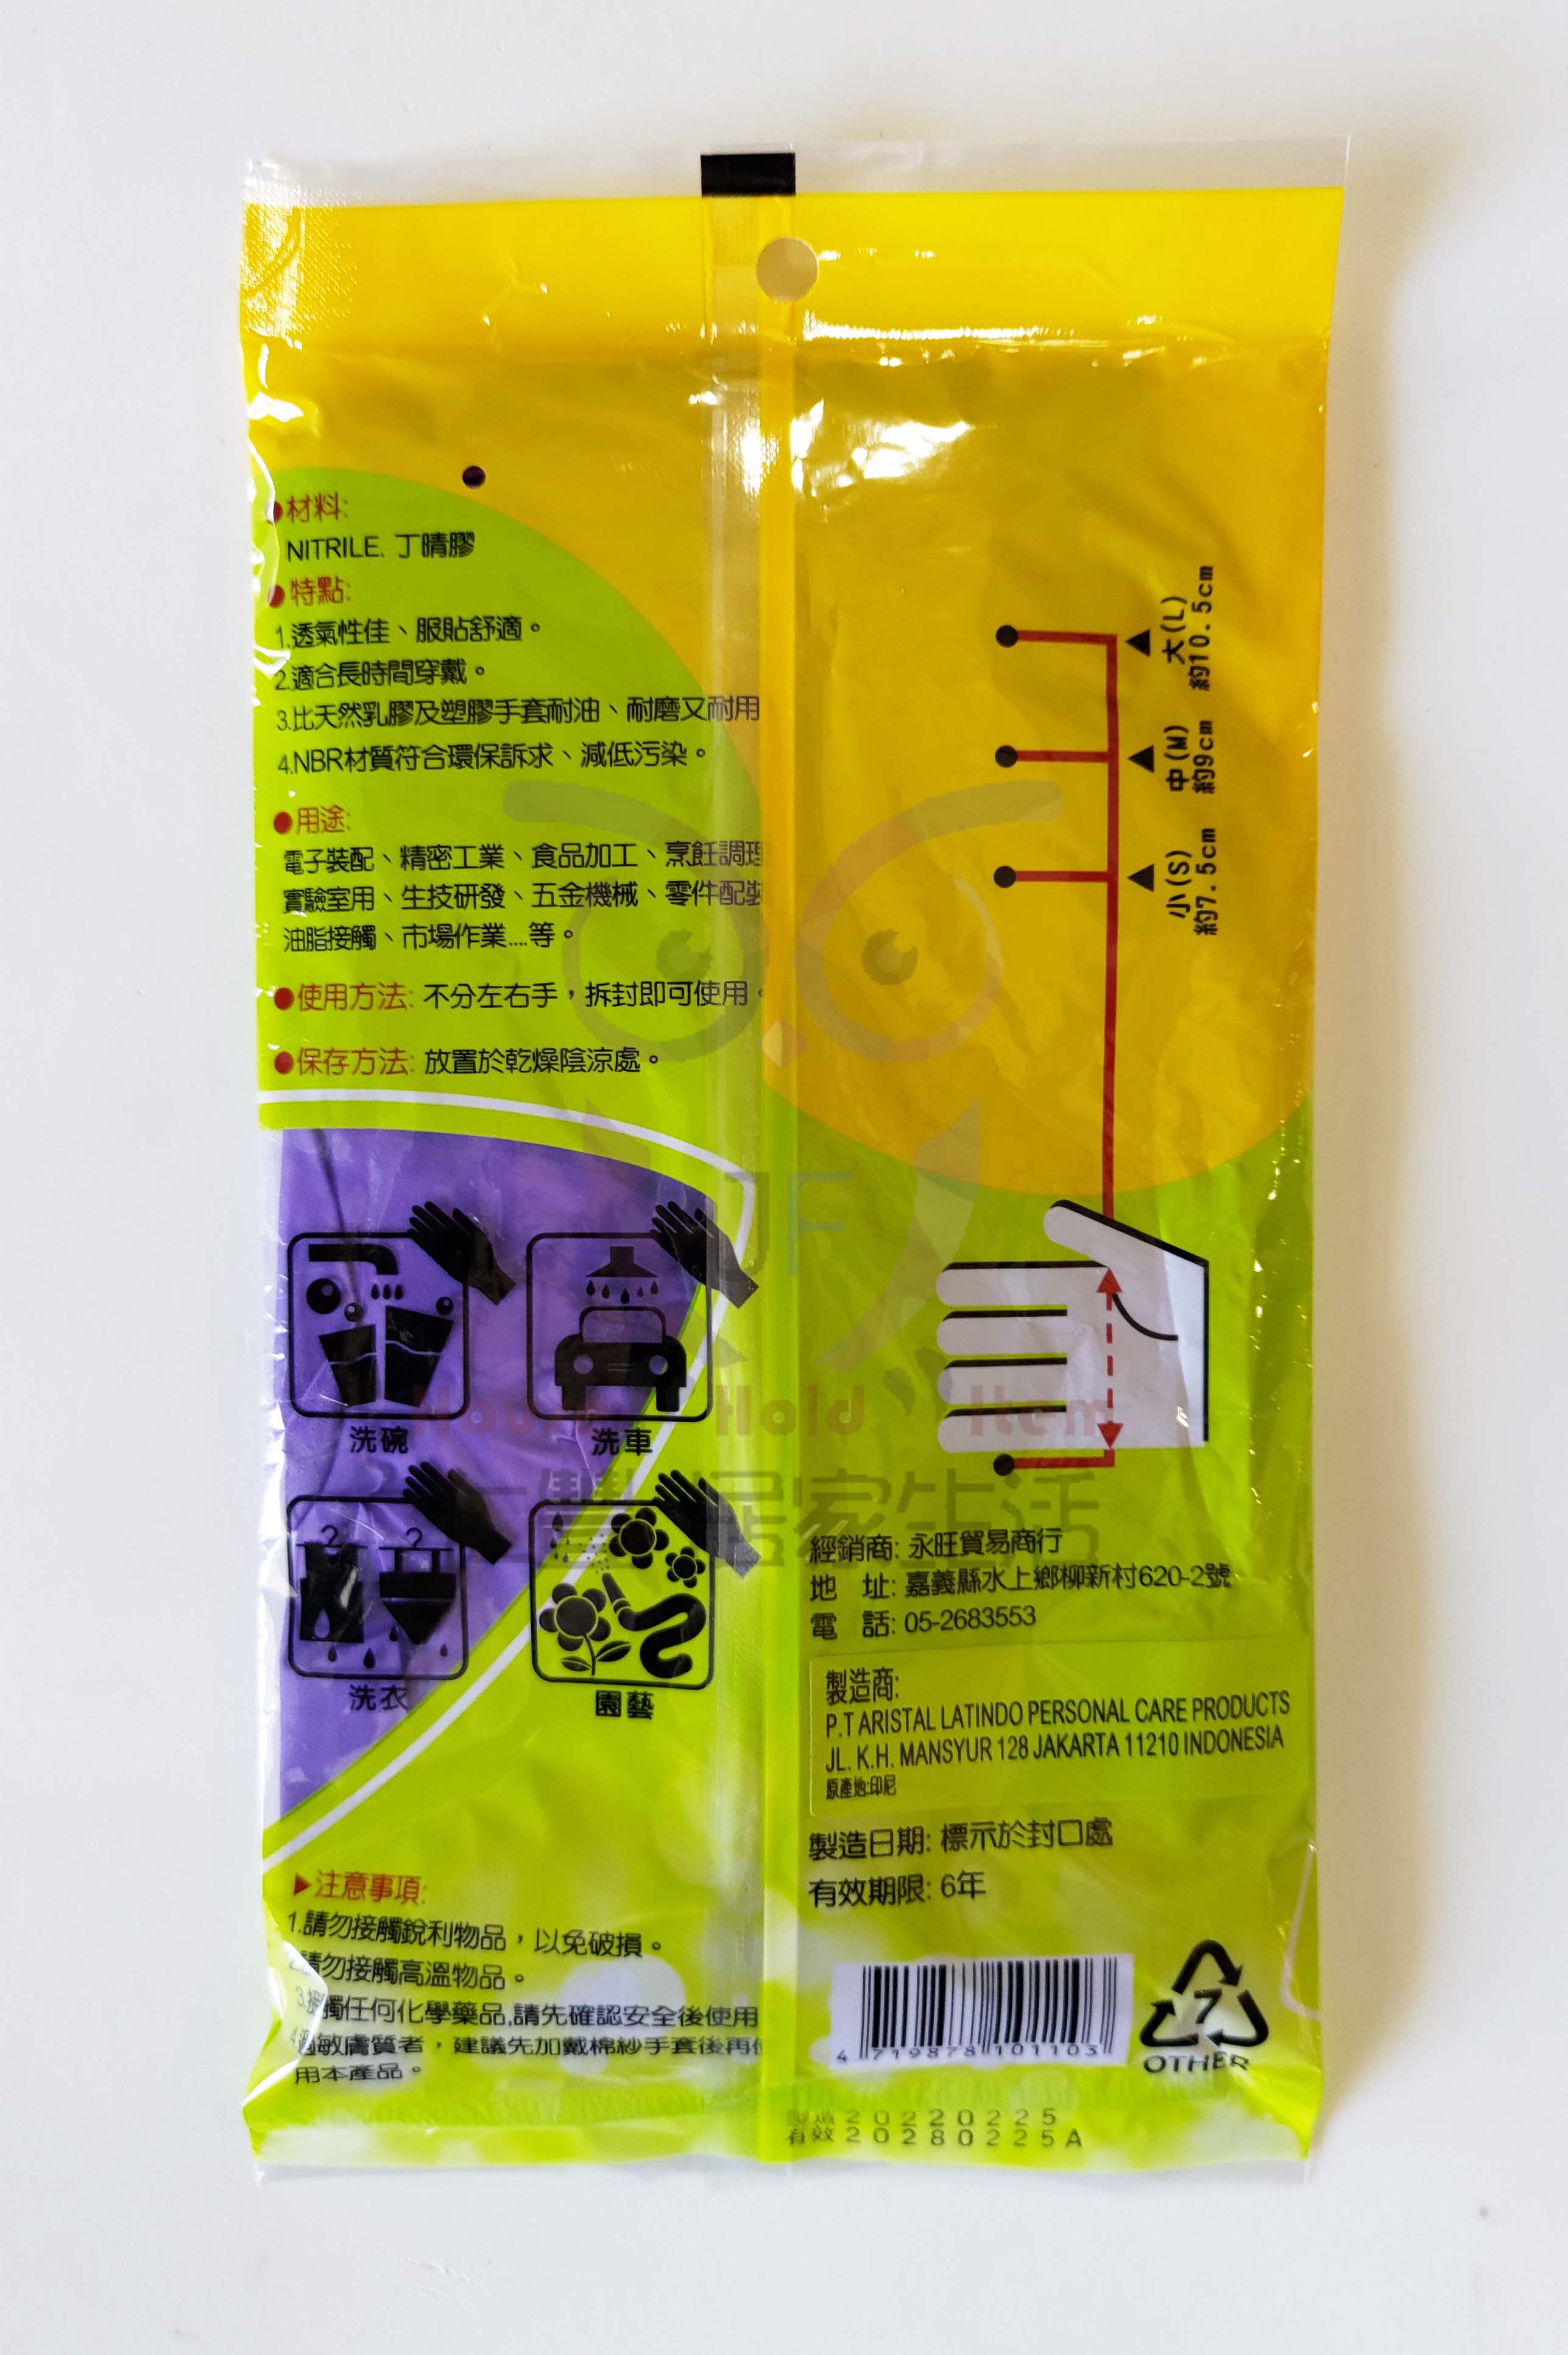 ●材料:
NITRILE. 丁晴膠
●特點:
1.透氣性佳、服貼舒適。
2.適合長時間穿戴。
3.比天然乳膠及塑膠手套耐油、耐磨又耐用
4.NBR材質符合環保訴求、減低污染。
●用途:
電子裝配、精密工業、食品加工、烹飪調理
實驗室用、生技研發、五金機械、零件配裝
油脂接觸、市場作業....等。
●使用方法: 不分左右手，拆封即可使用。
●保存方法: 放置於乾燥陰涼處。
洗碗
洗車
洗衣
園藝
▶注意事項:
1.請勿接觸銳利物品，以免破損。
請勿接觸高溫物品。
3.接觸任何化學藥品,請先確認安全後使用
4.過敏膚質者，建議先加戴棉紗手套後再使
用本產品。
大(L)
約10.5cm
中(M)
約9cm
小(S)
約7.5cm
JF
House Hold Item
豐居家生活
經銷商: 永旺貿易商行
地 址: 嘉義縣水上鄉柳新村620-2號
電 話: 05-2683553
製造商:
P.T ARISTAL LATINDO PERSONAL CARE PRODUCTS
JL. K.H. MANSYUR 128 JAKARTA 11210 INDONESIA
原產地:印尼
製造日期: 標示於封口處
有效期限: 6年
4 719878 101103
7
OTHER
製造 20220225
有效 20280225A